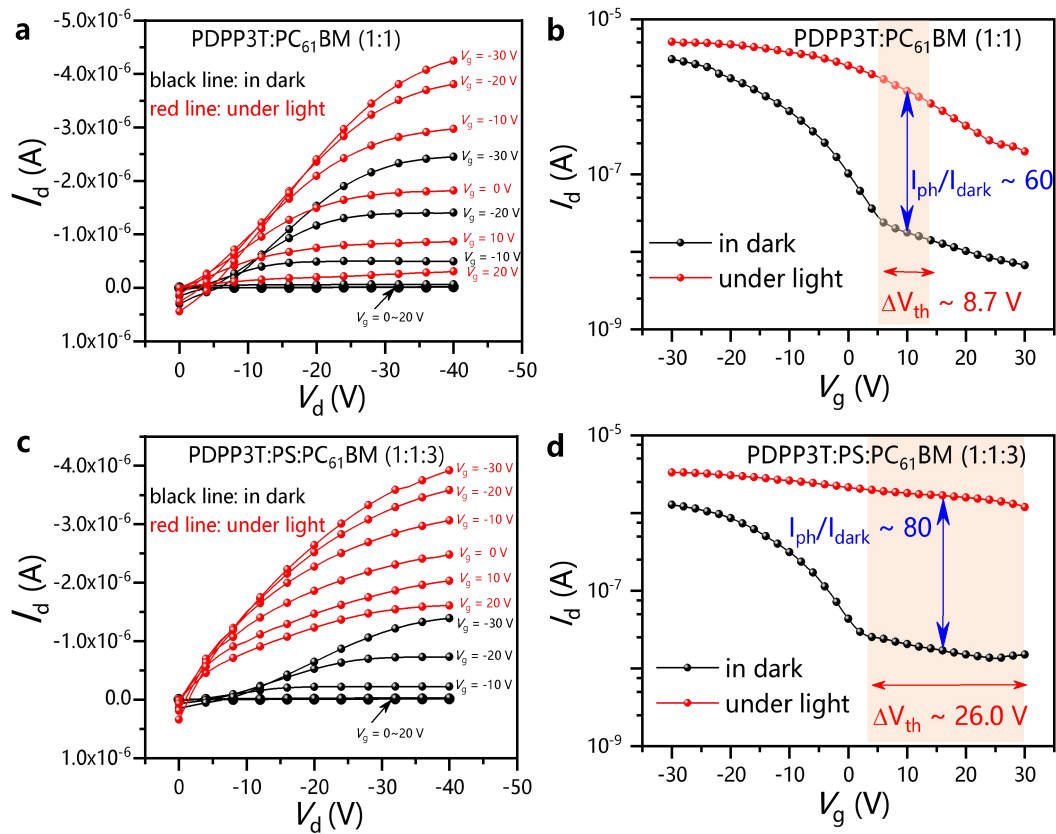 a
PDPP3T:PC61BM (1:1)
black line: in dark
red line: under light
-5.0x10-6
-4.0x10-6
-3.0x10-6
-2.0x10-6
-1.0x10-6
0.0
1.0x10-6
Id (A)
Vg = -30 V
Vg = -20 V
Vg = -10 V
Vg = -30 V
Vg = 0 V
Vg = -20 V
Vg = 10 V
Vg = -10 V
Vg = 20 V
Vg = 0~20 V
0 -10 -20 -30 -40 -50
Vd (V)
b
PDPP3T:PC61BM (1:1)
10-5
10-7
10-9
Id (A)
Iph/Idark ~ 60
in dark
under light
ΔVth ~ 8.7 V
-30 -20 -10 0 10 20 30
Vg (V)
c
PDPP3T:PS:PC61BM (1:1:3)
black line: in dark
red line: under light
-4.0x10-6
-3.0x10-6
-2.0x10-6
-1.0x10-6
0.0
1.0x10-6
Id (A)
Vg = -30 V
Vg = -20 V
Vg = -10 V
Vg = 0 V
Vg = 10 V
Vg = 20 V
Vg = -30 V
Vg = -20 V
Vg = -10 V
Vg = 0~20 V
0 -10 -20 -30 -40 -50
Vd (V)
d
PDPP3T:PS:PC61BM (1:1:3)
10-5
10-7
10-9
Id (A)
Iph/Idark ~ 80
in dark
under light
ΔVth ~ 26.0 V
-30 -20 -10 0 10 20 30
Vg (V)